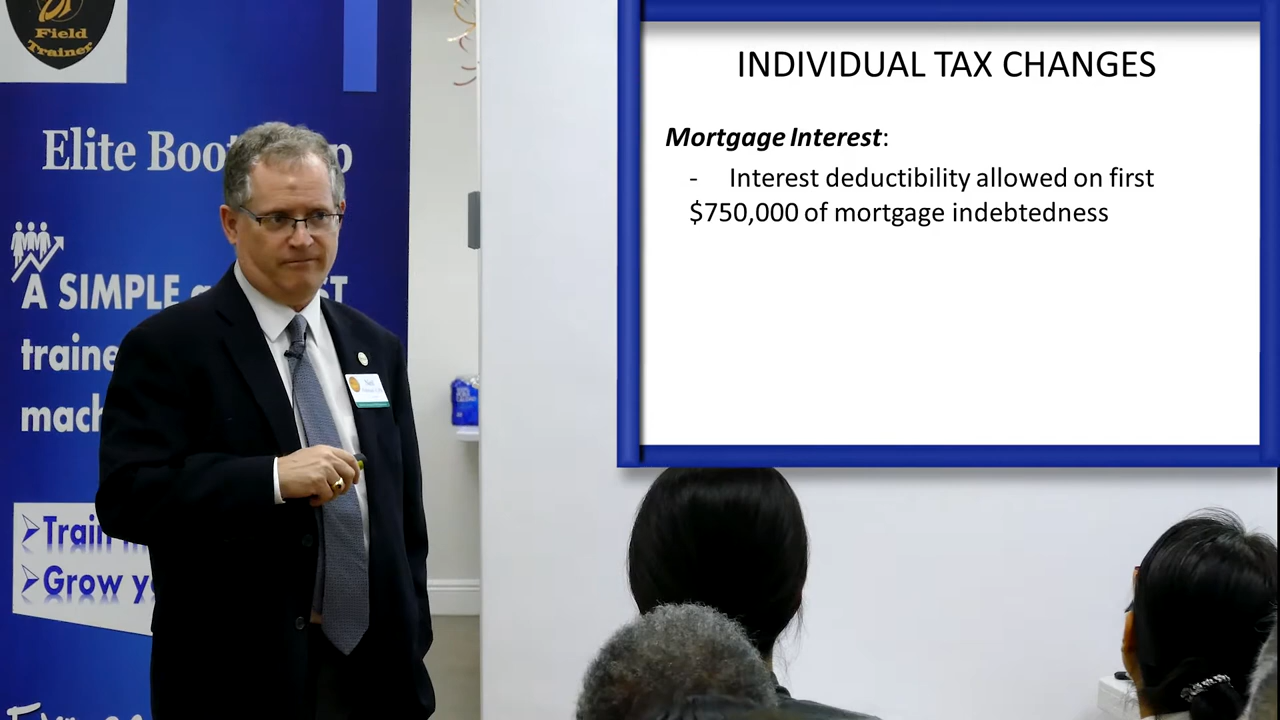 Field
Trainer
Elite Boot
p
A SIMPLE
ST
traine
mach
Train
Grow y
INDIVIDUAL TAX CHANGES
Mortgage Interest:
- Interest deductibility allowed on first
$750,000 of mortgage indebtedness